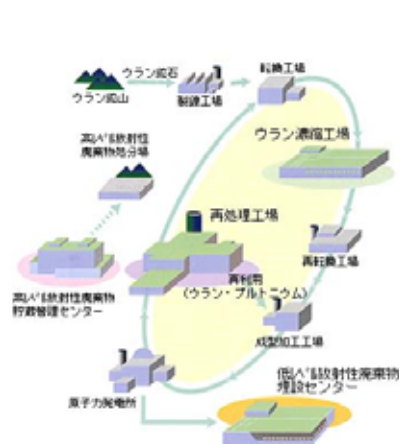 ウラン鉱石
ウラン鉱山
製錬工場
転換工場
ウラン濃縮工場
高レベル放射性
廃棄物処分場
再処理工場
再転換工場
再利用
(ウラン・プルトニウム)
高レベル放射性廃棄物
貯蔵管理センター
成型加工工場
低レベル放射性廃棄物
埋設センター
原子力発電所